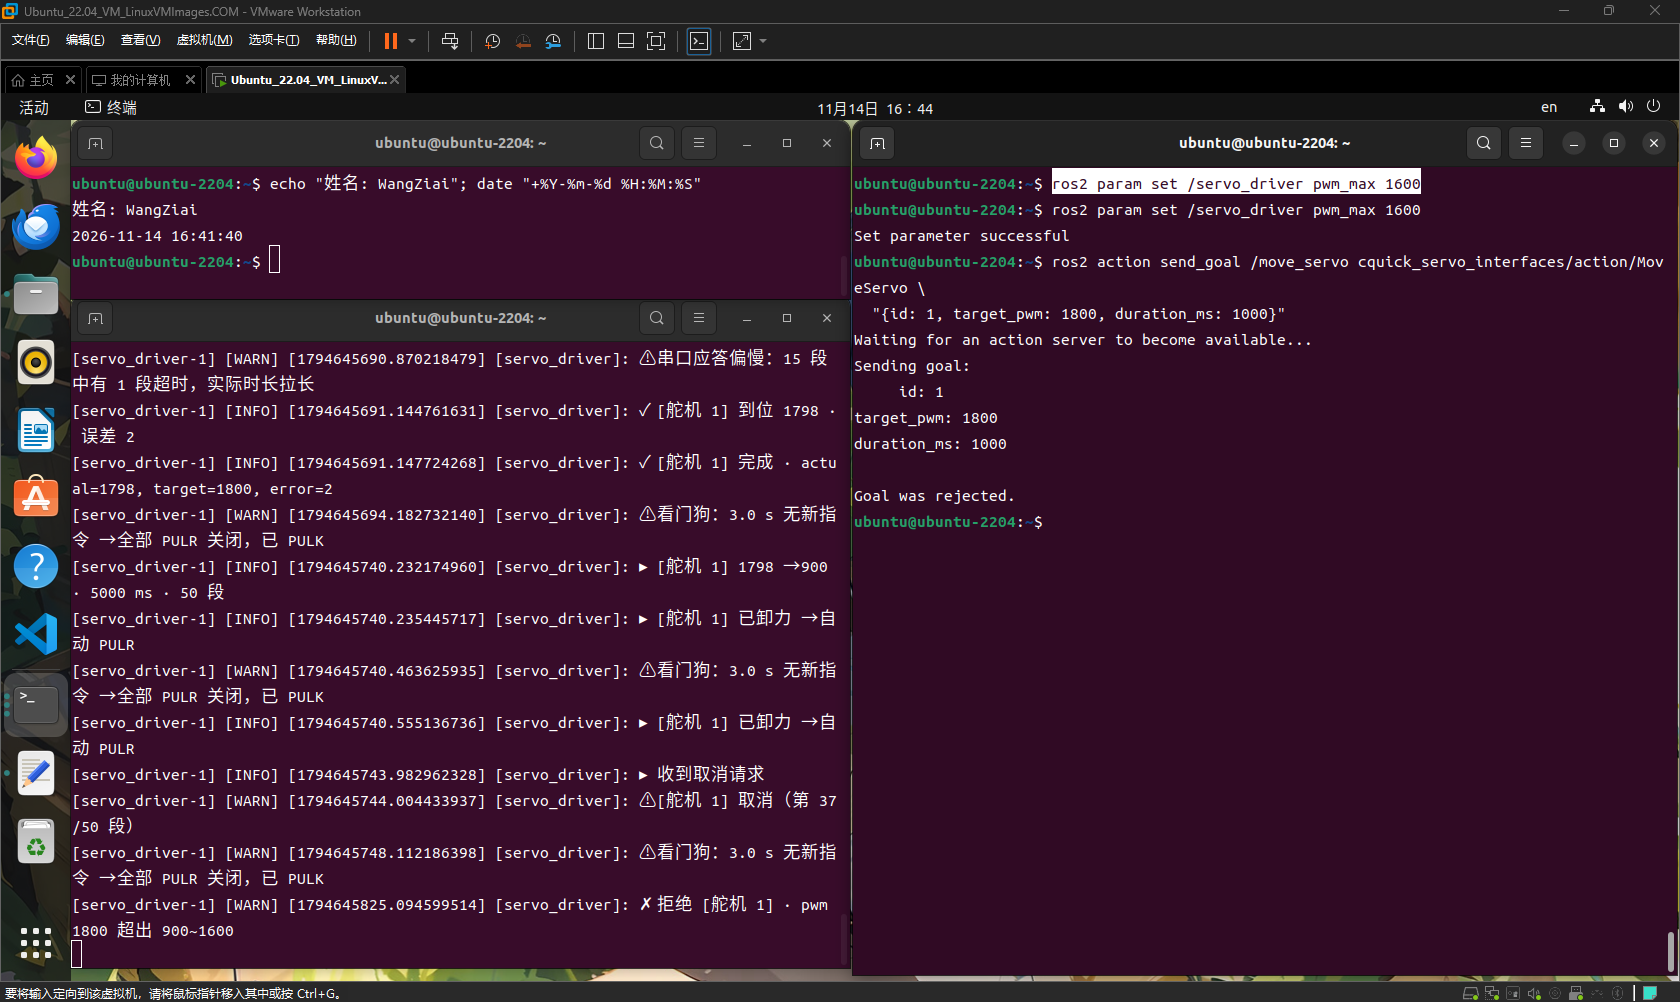 Ubuntu_22.04_VM_LinuxVMImages.COM - VMware Workstation
文件(F) 编辑(E) 查看(V) 虚拟机(M) 选项卡(T) 帮助(H)
主页 我的计算机 Ubuntu_22.04_VM_LinuxV...
活动 终端 11月14日 16：44 en
ubuntu@ubuntu-2204: ~
ubuntu@ubuntu-2204:~$ echo "姓名: WangZiai"; date "+%Y-%m-%d %H:%M:%S"
姓名: WangZiai
2026-11-14 16:41:40
ubuntu@ubuntu-2204:~$
ubuntu@ubuntu-2204: ~
[servo_driver-1] [WARN] [1794645690.870218479] [servo_driver]: ⚠串口应答偏慢: 15 段
中有 1 段超时, 实际时长拉长
[servo_driver-1] [INFO] [1794645691.144761631] [servo_driver]: ✓ [舵机 1] 到位 1798 ·
误差 2
[servo_driver-1] [INFO] [1794645691.147724268] [servo_driver]: ✓ [舵机 1] 完成 · actu
al=1798, target=1800, error=2
[servo_driver-1] [WARN] [1794645694.182732140] [servo_driver]: ⚠看门狗: 3.0 s 无新指
令 →全部 PULR 关闭, 已 PULK
[servo_driver-1] [INFO] [1794645740.232174960] [servo_driver]: ▶ [舵机 1] 1798 →900
· 5000 ms · 50 段
[servo_driver-1] [INFO] [1794645740.235445717] [servo_driver]: ▶ [舵机 1] 已卸力 →自
动 PULR
[servo_driver-1] [WARN] [1794645740.463625935] [servo_driver]: ⚠看门狗: 3.0 s 无新指
令 →全部 PULR 关闭, 已 PULK
[servo_driver-1] [INFO] [1794645740.555136736] [servo_driver]: ▶ [舵机 1] 已卸力 →自
动 PULR
[servo_driver-1] [INFO] [1794645743.982962328] [servo_driver]: ▶ 收到取消请求
[servo_driver-1] [WARN] [1794645744.004433937] [servo_driver]: ⚠[舵机 1] 取消（第 37
/50 段）
[servo_driver-1] [WARN] [1794645748.112186398] [servo_driver]: ⚠看门狗: 3.0 s 无新指
令 →全部 PULR 关闭, 已 PULK
[servo_driver-1] [WARN] [1794645825.094599514] [servo_driver]: ✗ 拒绝 [舵机 1] · pwm
1800 超出 900~1600
ubuntu@ubuntu-2204: ~
ubuntu@ubuntu-2204:~$ ros2 param set /servo_driver pwm_max 1600
ubuntu@ubuntu-2204:~$ ros2 param set /servo_driver pwm_max 1600
Set parameter successful
ubuntu@ubuntu-2204:~$ ros2 action send_goal /move_servo cquick_servo_interfaces/action/Mov
eServo \
"{id: 1, target_pwm: 1800, duration_ms: 1000}"
Waiting for an action server to become available...
Sending goal:
id: 1
target_pwm: 1800
duration_ms: 1000
Goal was rejected.
ubuntu@ubuntu-2204:~$
要将输入定向到该虚拟机，请将鼠标指针移入其中或按 Ctrl+G。